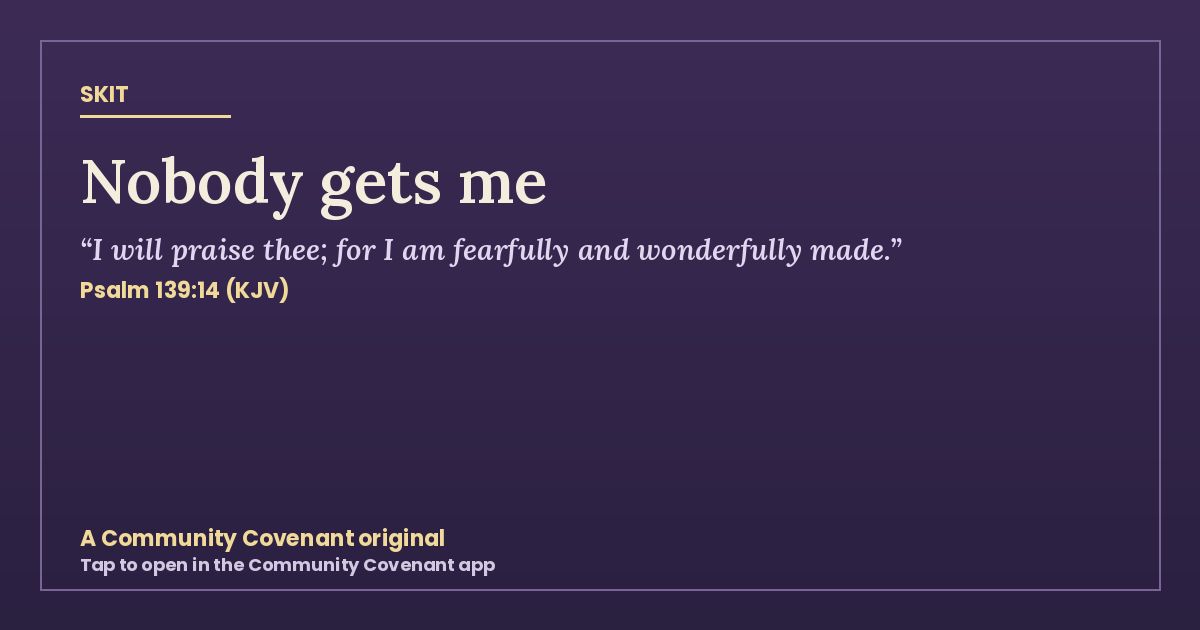 SKIT
Nobody gets me
“I will praise thee; for I am fearfully and wonderfully made.”
Psalm 139:14 (KJV)
A Community Covenant original
Tap to open in the Community Covenant app